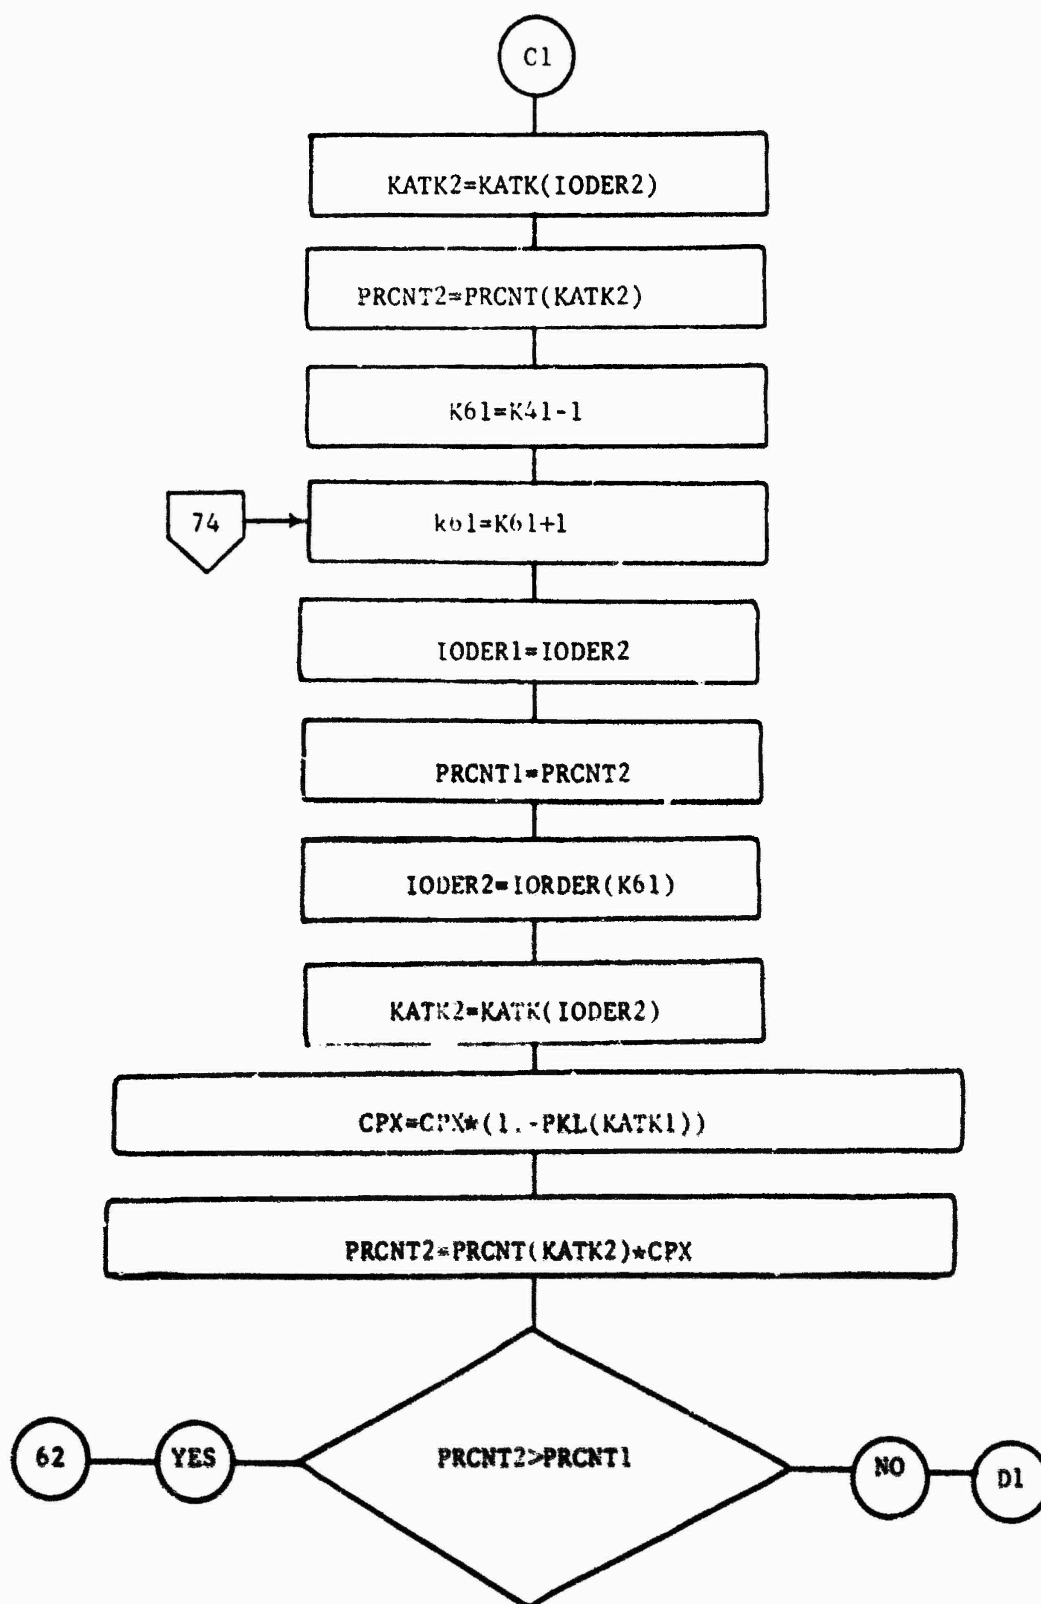 C1
KATK2=KATK(IODER2)
PRCNT2=PRCNT(KATK2)
K61=K41-1
74
k61=K61+1
IODER1=IODER2
PRCNT1=PRCNT2
IODER2=IORDER(K61)
KATK2=KATK(IODER2)
CPX=CPX*(1.-PKL(KATK1))
PRCNT2=PRCNT(KATK2)*CPX
62 YES PRCNT2>PRCNT1 NO D1